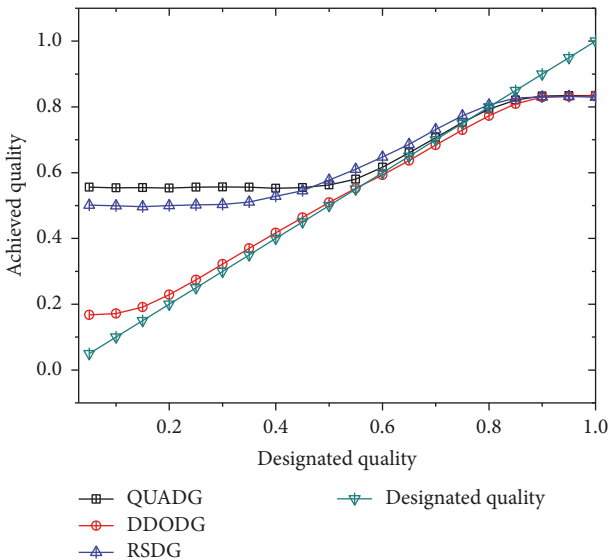 1.0
0.8
0.6
0.4
0.2
0.0
Achieved quality
0.2 0.4 0.6 0.8 1.0
Designated quality
QUADG
DDODG
RSDG
Designated quality